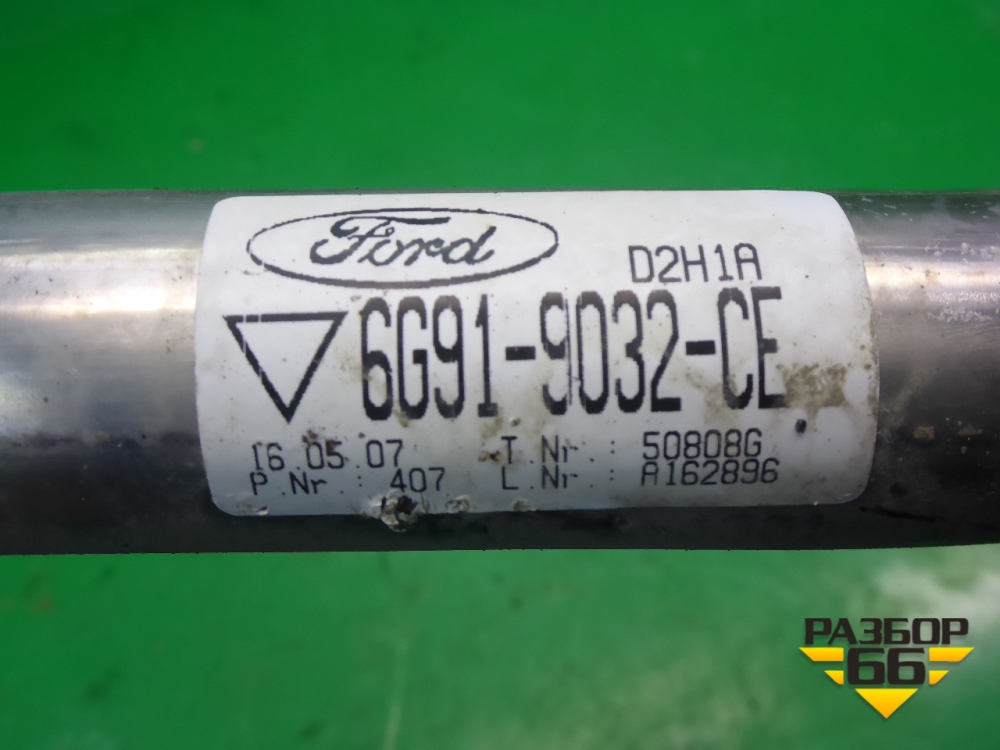 Ford
D2H1A
6G91-9032-CE
16.05.07 T.Nr.: 50808G
P.Nr.: 407 L.Nr.: A162896
РАЗБОР
66